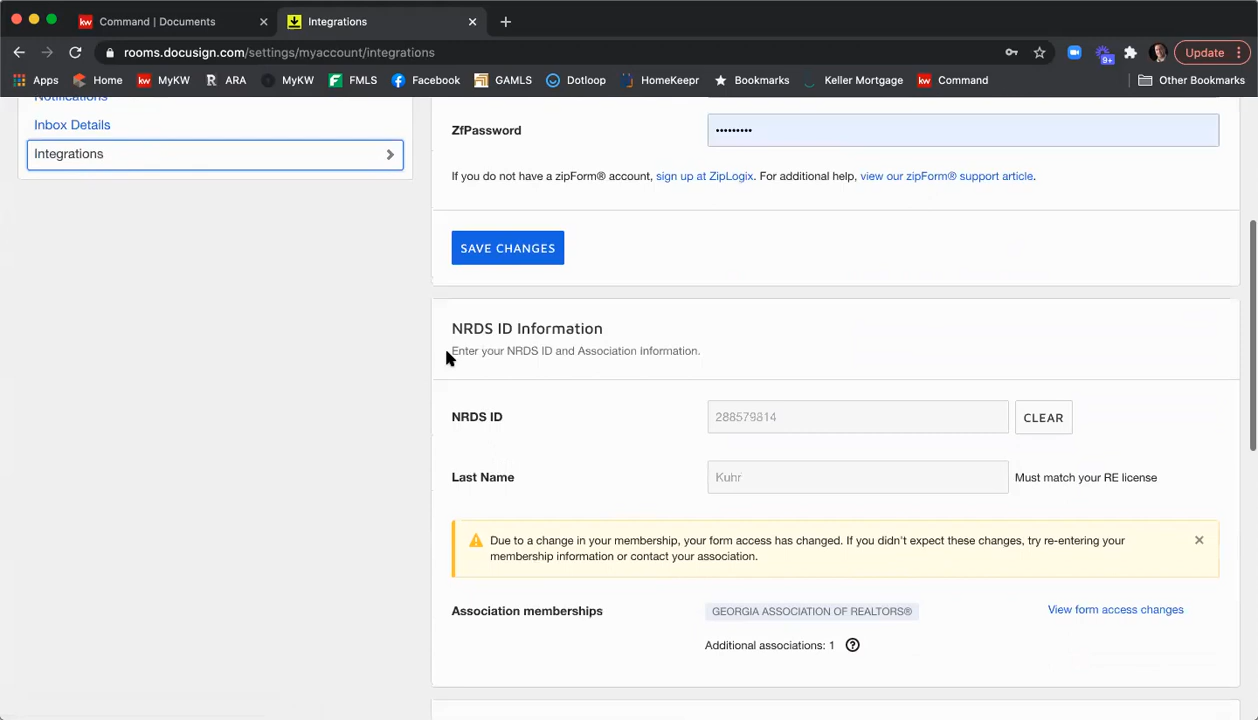 Command | Documents
Integrations
rooms.docusign.com/settings/myaccount/integrations
9+
Update
Apps
Home
kw MyKW
R ARA
MyKW
FMLS
Facebook
GAMLS
Dotloop
HomeKeepr
Bookmarks
Keller Mortgage
kw Command
Other Bookmarks
Notifications
Inbox Details
Integrations
ZfPassword
•••••••••
If you do not have a zipForm® account, sign up at ZipLogix. For additional help, view our zipForm® support article.
SAVE CHANGES
NRDS ID Information
Enter your NRDS ID and Association Information.
NRDS ID
288579814
CLEAR
Last Name
Kuhr
Must match your RE license
Due to a change in your membership, your form access has changed. If you didn't expect these changes, try re-entering your
membership information or contact your association.
Association memberships
GEORGIA ASSOCIATION OF REALTORS®
View form access changes
Additional associations: 1